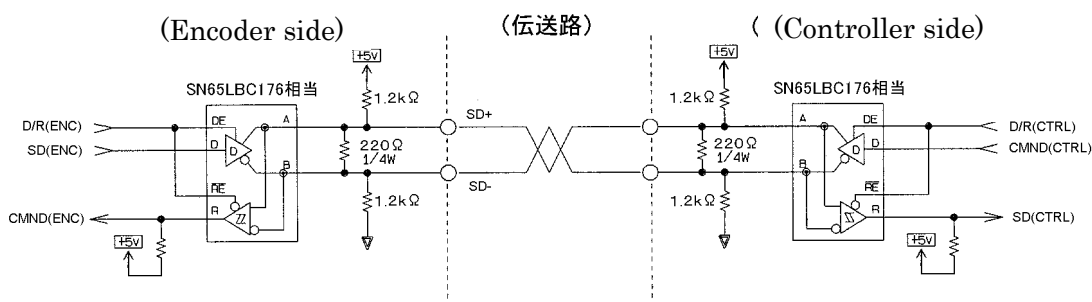 (Encoder side)
(伝送路)
( (Controller side)
+5v
+5v
SN65LBC176相当
SN65LBC176相当
1.2kΩ
1.2kΩ
D/R(ENC)
DE
A
SD+
A
DE
D/R(CTRL)
SD(ENC)
D
D
220Ω
1/4W
220Ω
1/4W
D
D
CMND(CTRL)
B
SD-
B
RE
RE
CMND(ENC)
R
1.2kΩ
1.2kΩ
R
SD(CTRL)
+5v
+5v